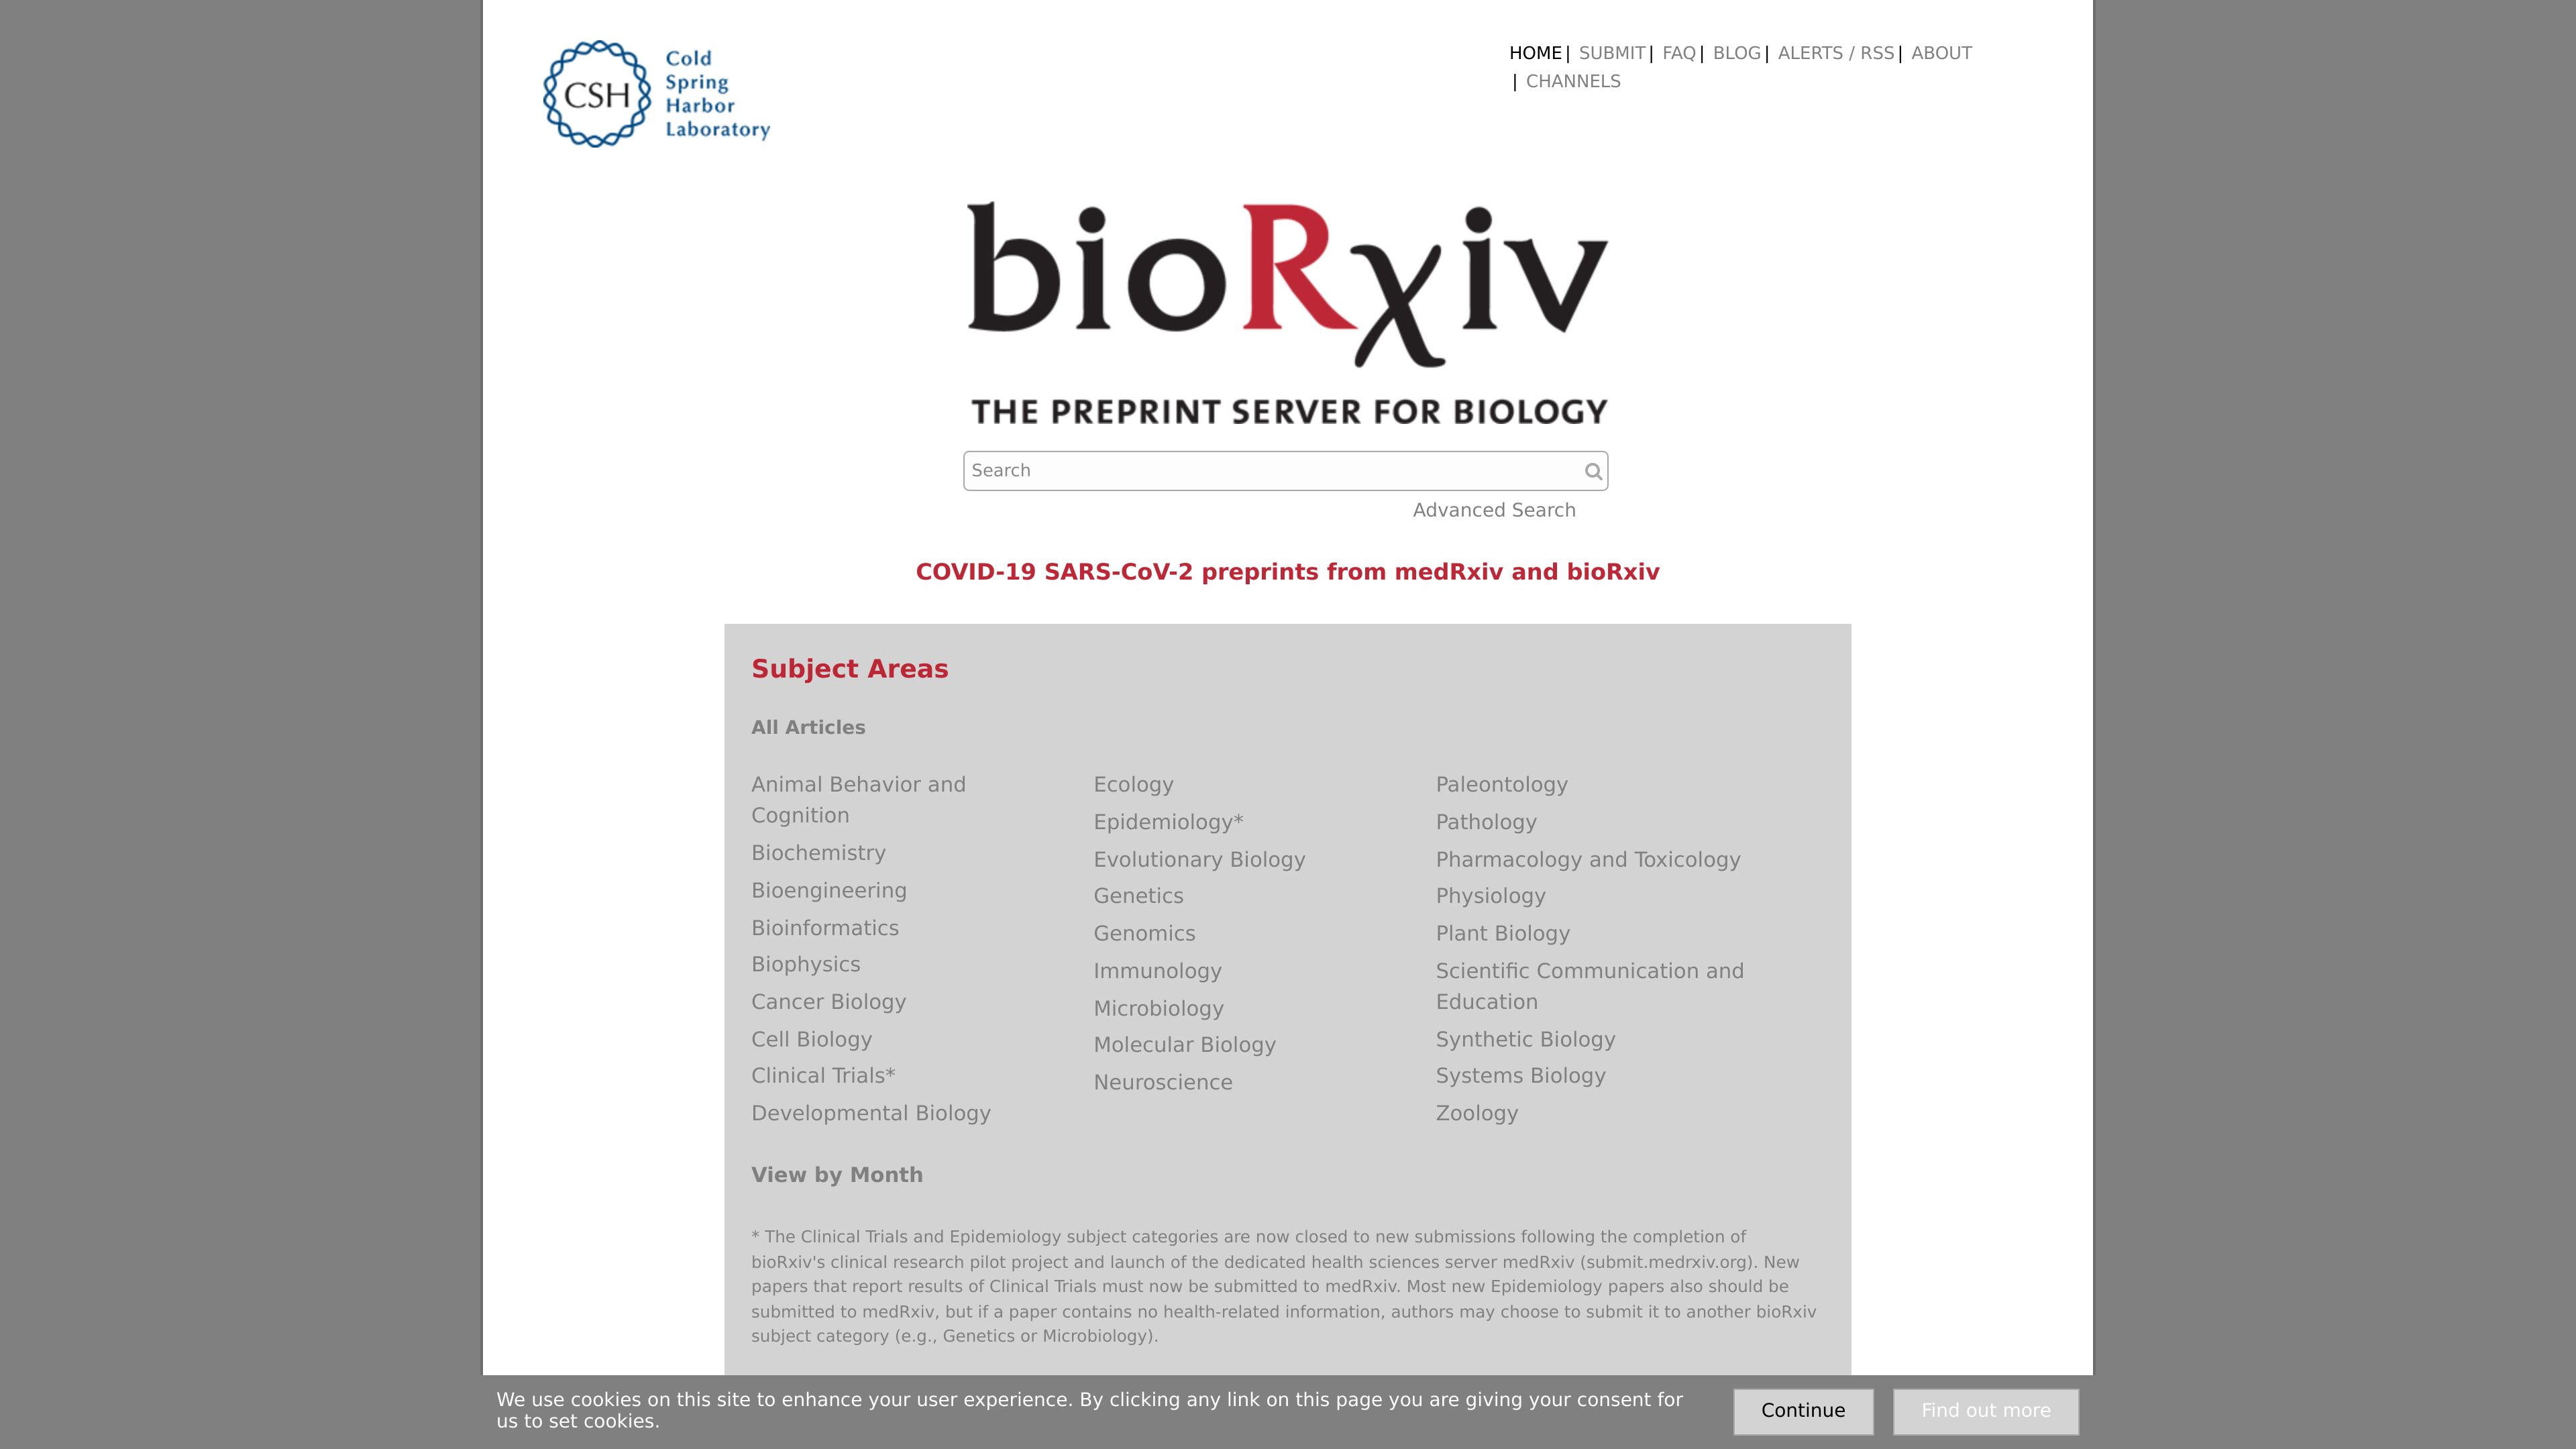 CSH
Cold
Spring
Harbor
Laboratory
HOME | SUBMIT | FAQ | BLOG | ALERTS / RSS | ABOUT
| CHANNELS
bioRχiv
THE PREPRINT SERVER FOR BIOLOGY
Search
Advanced Search
COVID-19 SARS-CoV-2 preprints from medRxiv and bioRxiv
Subject Areas
All Articles
Animal Behavior and
Cognition
Biochemistry
Bioengineering
Bioinformatics
Biophysics
Cancer Biology
Cell Biology
Clinical Trials*
Developmental Biology
Ecology
Epidemiology*
Evolutionary Biology
Genetics
Genomics
Immunology
Microbiology
Molecular Biology
Neuroscience
Paleontology
Pathology
Pharmacology and Toxicology
Physiology
Plant Biology
Scientific Communication and
Education
Synthetic Biology
Systems Biology
Zoology
View by Month
* The Clinical Trials and Epidemiology subject categories are now closed to new submissions following the completion of
bioRxiv's clinical research pilot project and launch of the dedicated health sciences server medRxiv (submit.medrxiv.org). New
papers that report results of Clinical Trials must now be submitted to medRxiv. Most new Epidemiology papers also should be
submitted to medRxiv, but if a paper contains no health-related information, authors may choose to submit it to another bioRxiv
subject category (e.g., Genetics or Microbiology).
We use cookies on this site to enhance your user experience. By clicking any link on this page you are giving your consent for
us to set cookies.
Continue
Find out more